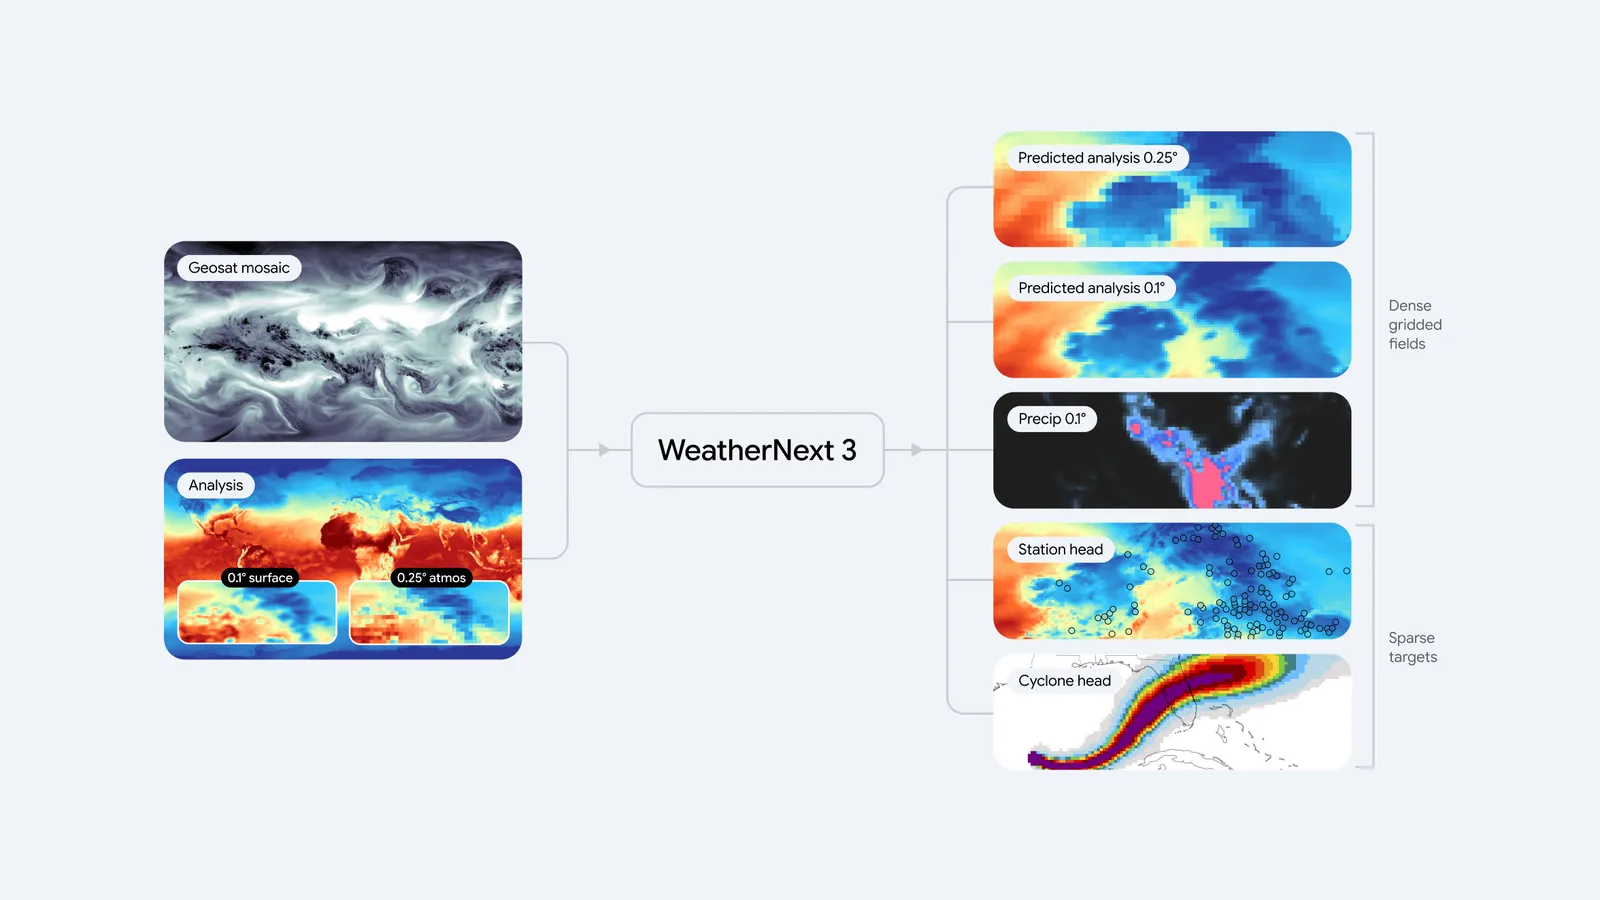 Geosat mosaic
Analysis
0.1° surface
0.25° atmos
WeatherNext 3
Predicted analysis 0.25°
Predicted analysis 0.1°
Precip 0.1°
Dense
gridded
fields
Station head
Cyclone head
Sparse
targets